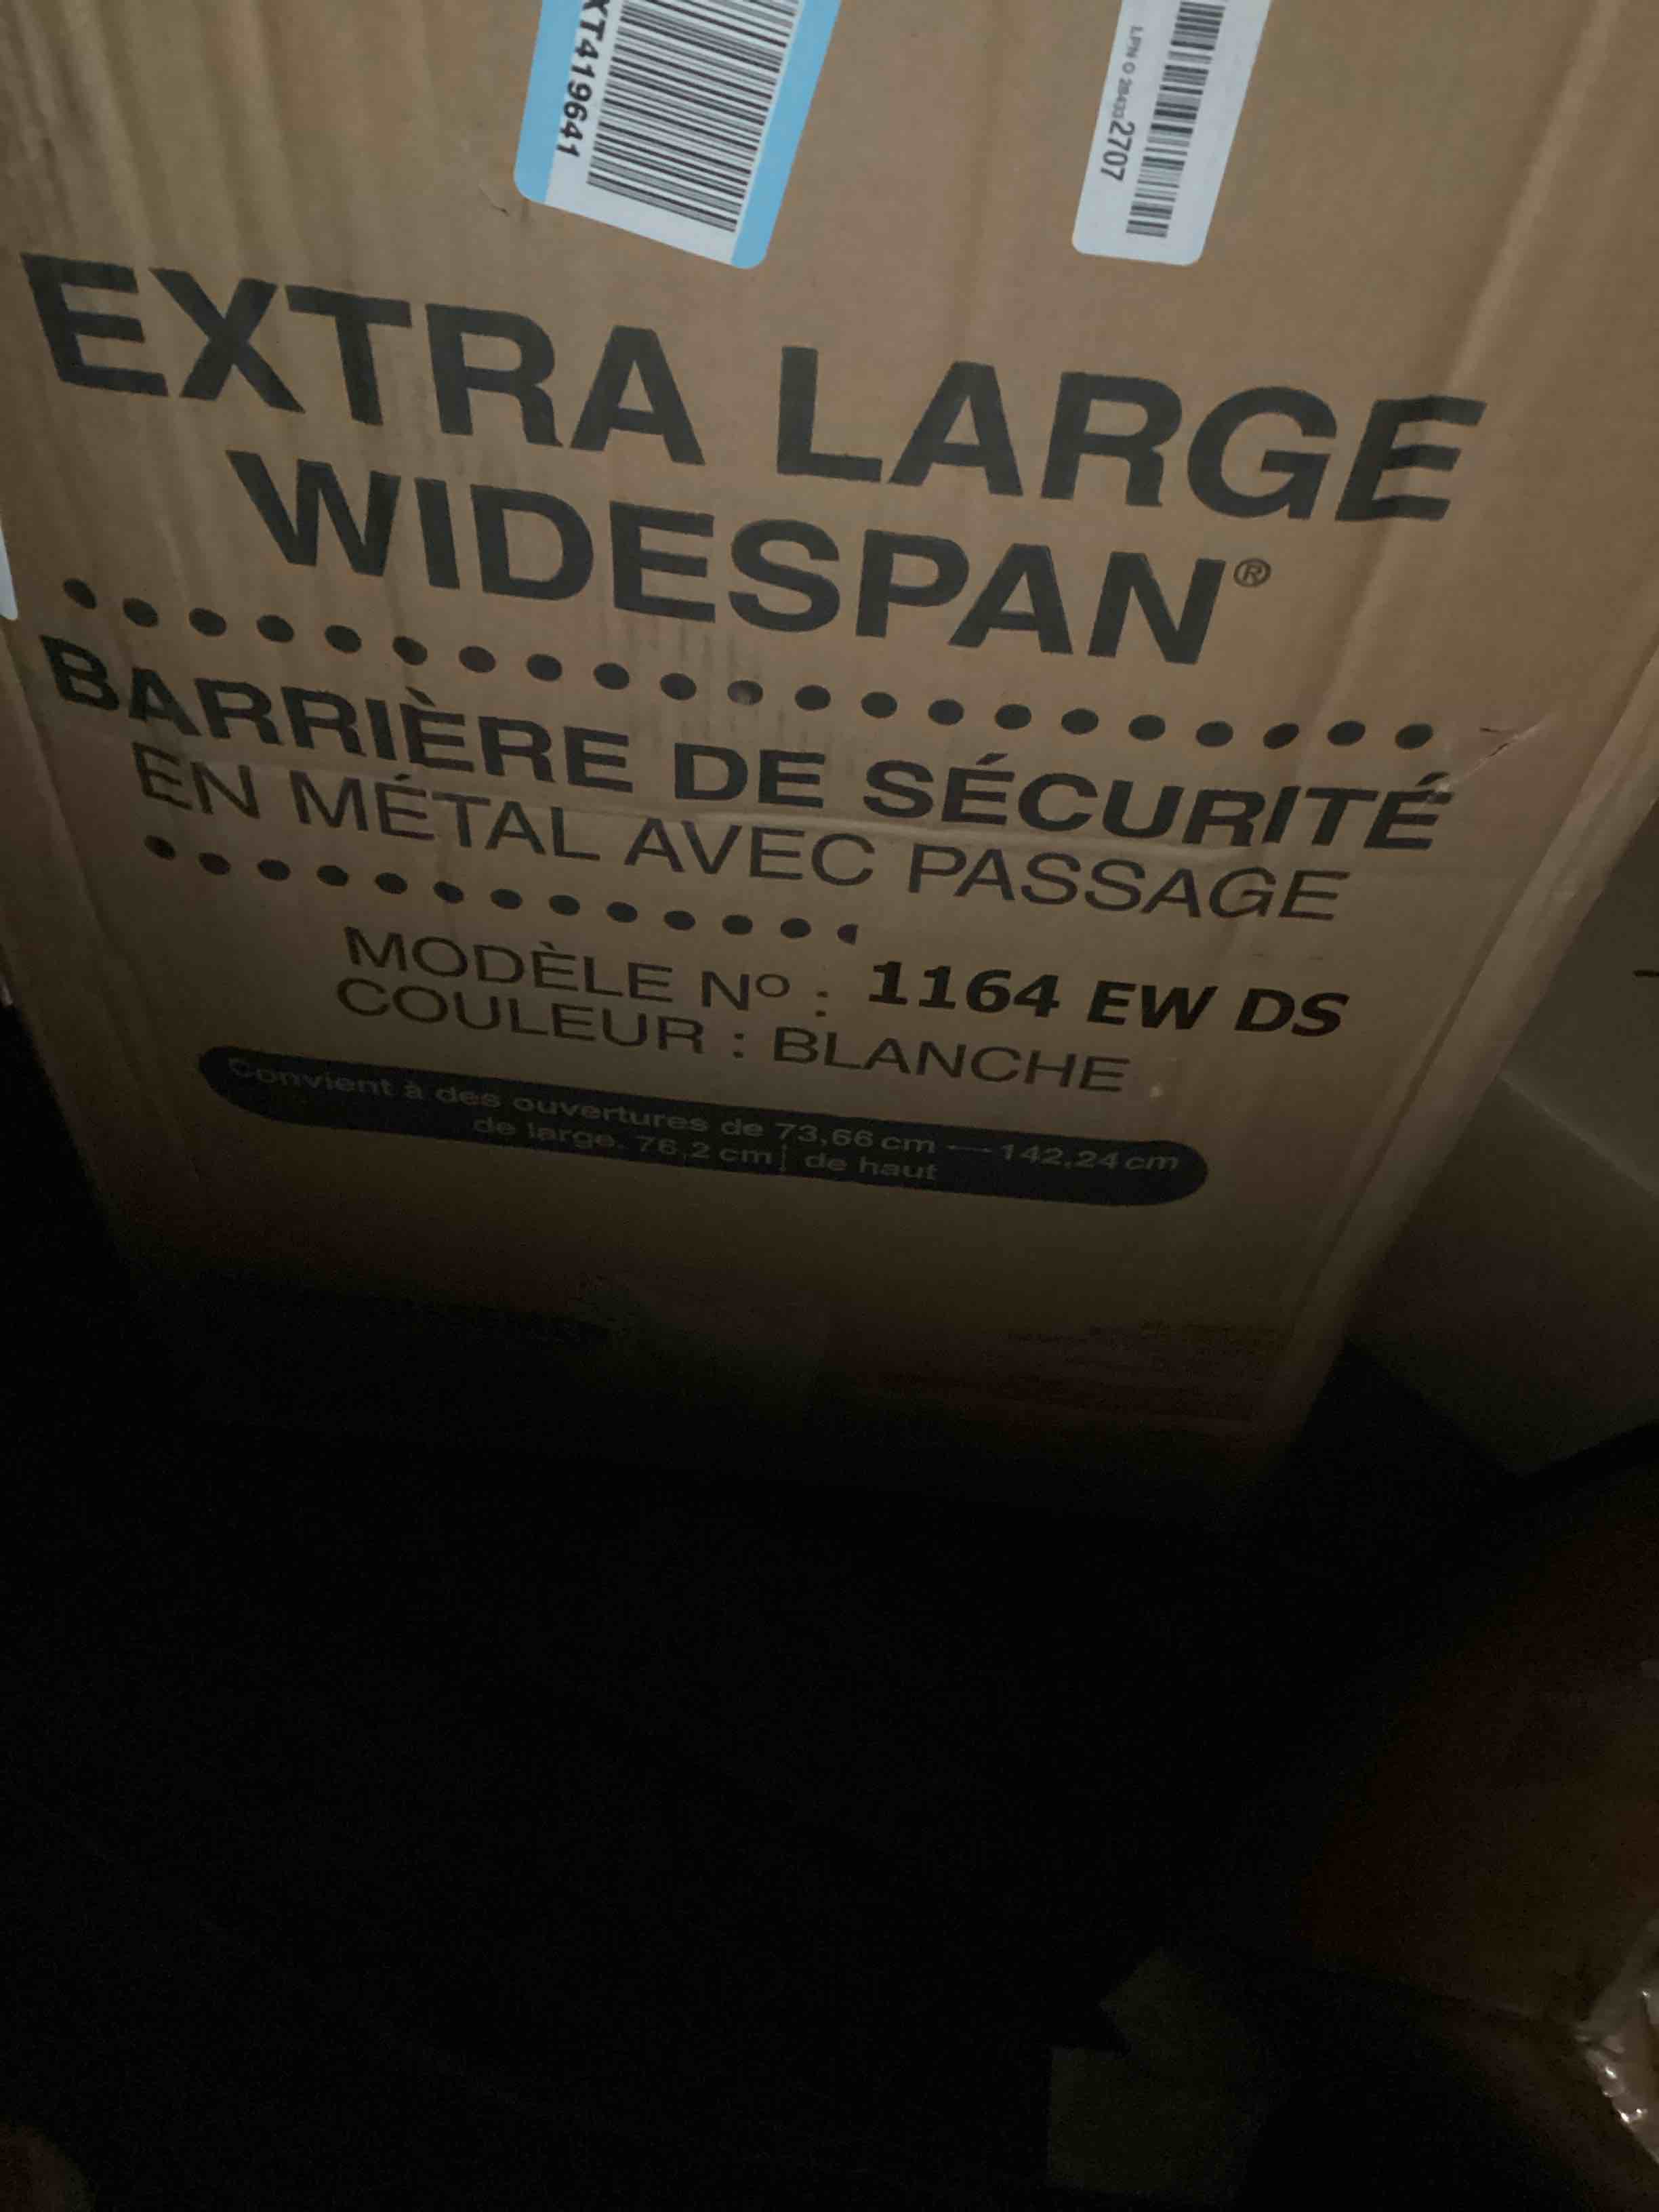 XT419641
2707
EXTRA LARGE
WIDESPAN®
BARRIÈRE DE SÉCURITÉ
EN MÉTAL AVEC PASSAGE
MODÈLE Nº : 1164 EW DS
COULEUR : BLANCHE
Convient à des ouvertures de 73,66 cm — 142,24 cm
de large. 76,2 cm de haut